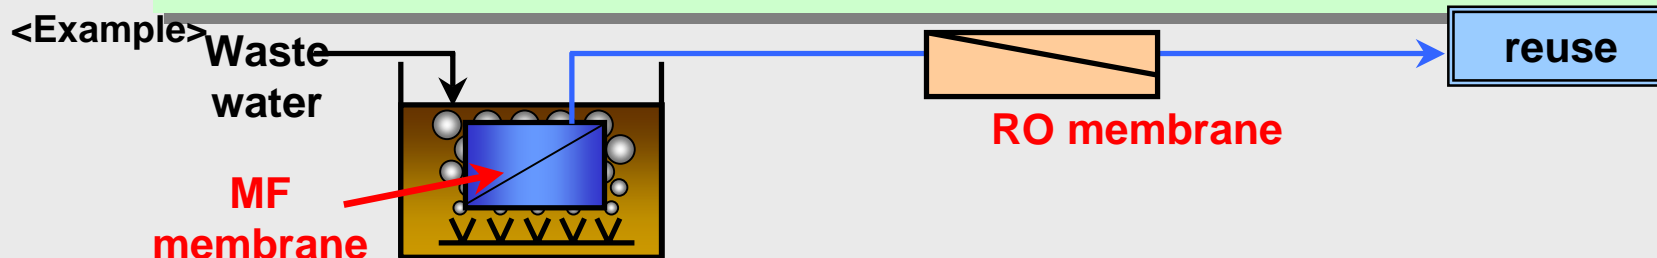 <Example>
Waste
water
reuse
RO membrane
MF
membrane